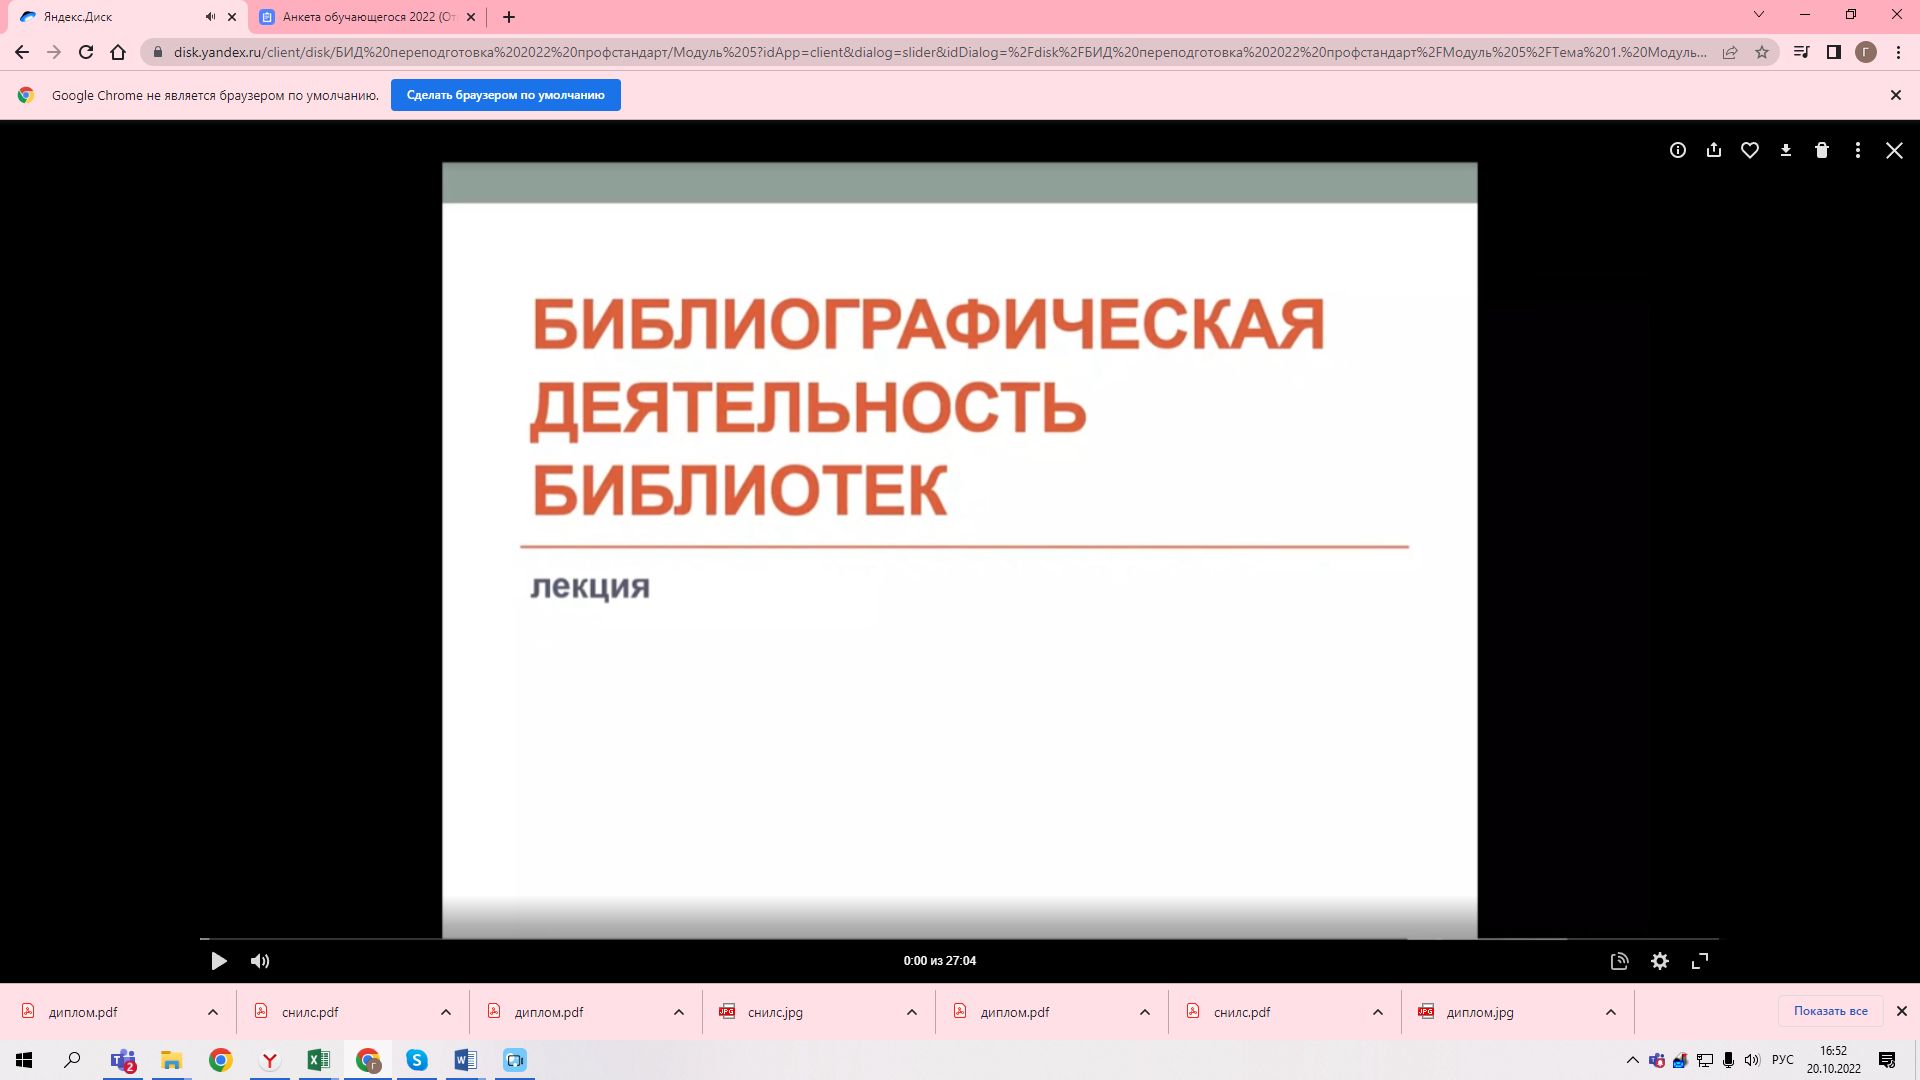 Яндекс.Диск
Анкета обучающегося 2022 (От
disk.yandex.ru/client/disk/БИД%20переподготовка%202022%20профстандарт/Модуль%205?idApp=client&dialog=slider&idDialog=%2Fdisk%2FБИД%20переподготовка%202022%20профстандарт%2FМодуль%205%2FТема%201.%20Модуль...
Г
Google Chrome не является браузером по умолчанию.
Сделать браузером по умолчанию
БИБЛИОГРАФИЧЕСКАЯ
ДЕЯТЕЛЬНОСТЬ
БИБЛИОТЕК
лекция
0:00 из 27:04
диплом.pdf
снилс.pdf
диплом.pdf
снилс.jpg
диплом.pdf
снилс.pdf
диплом.jpg
Показать все
2
РУС
16:52
20.10.2022